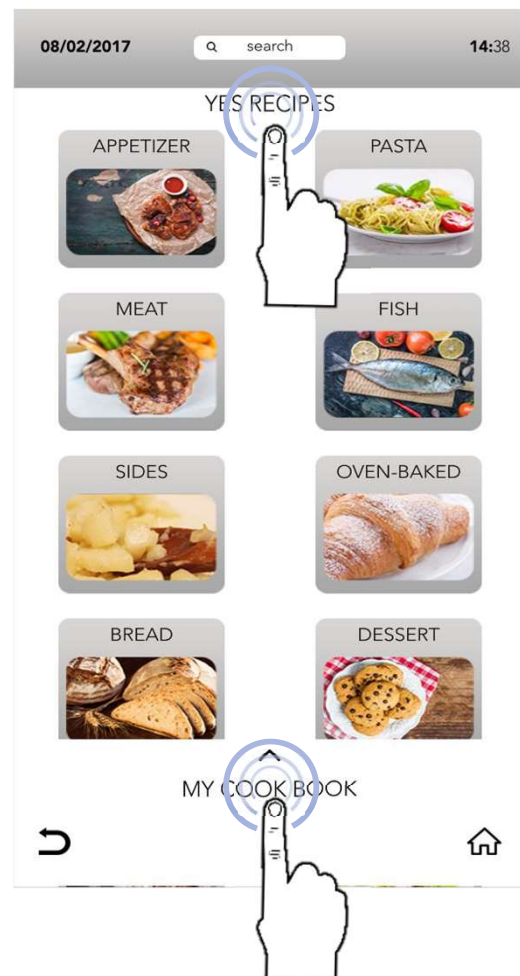 08/02/2017 search 14:38
YES RECIPES
APPETIZER PASTA
MEAT FISH
SIDES OVEN-BAKED
BREAD DESSERT
MY COOK BOOK